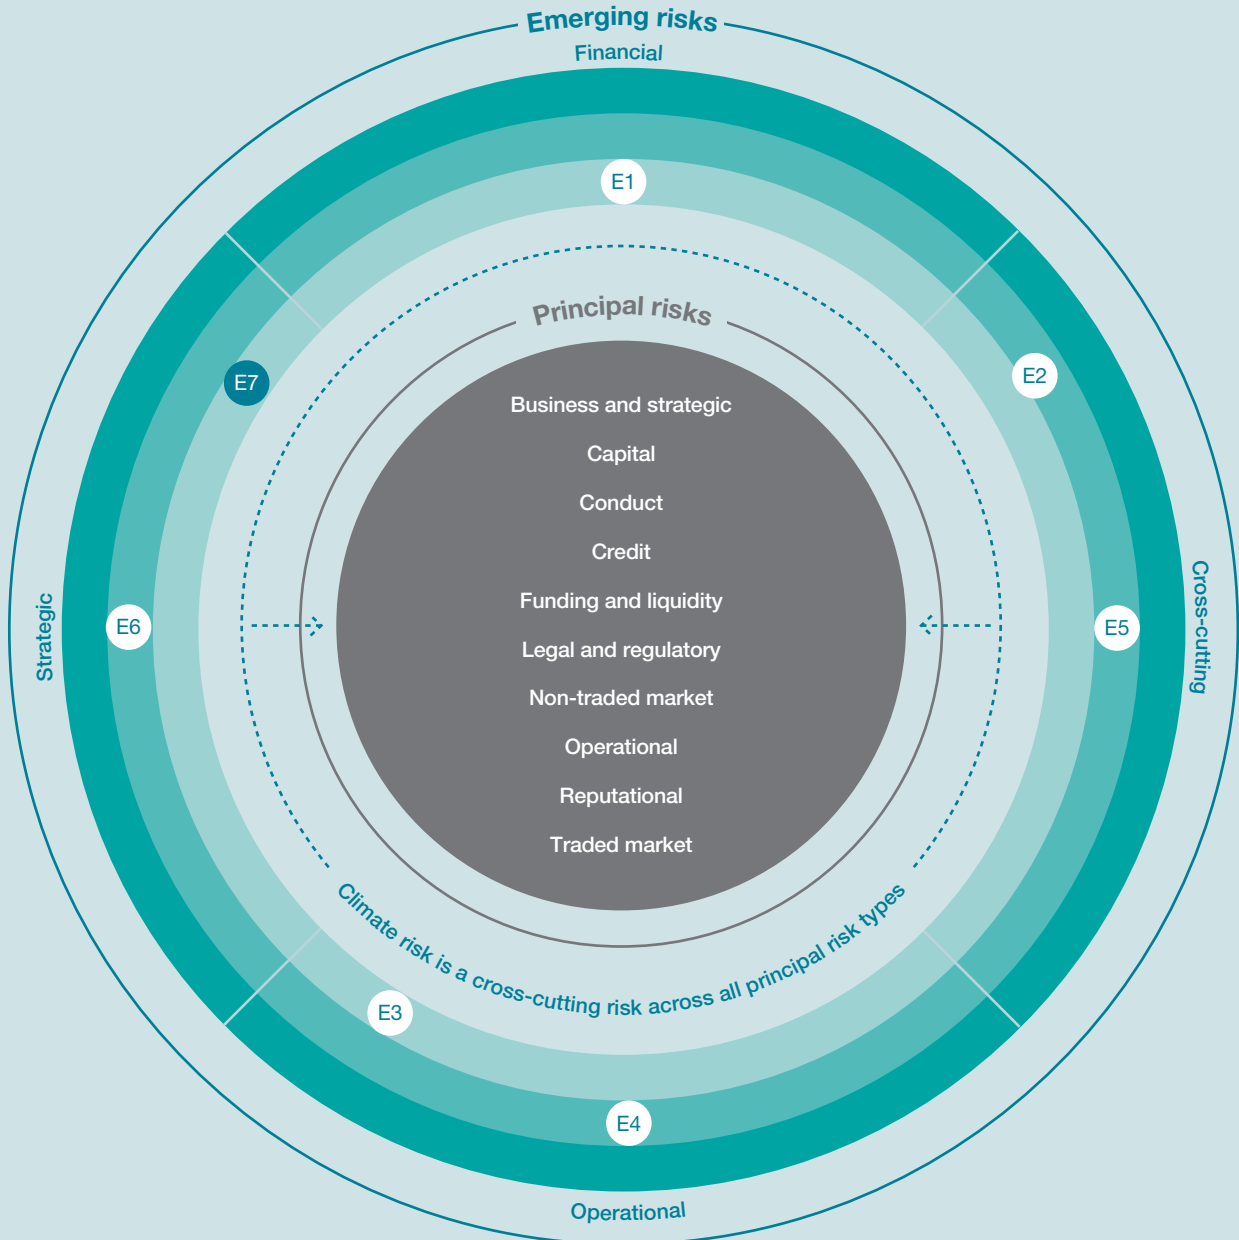 Emerging risks
Financial
E1
E2
E7
Principal risks
Business and strategic
Capital
Conduct
Credit
Funding and liquidity
Legal and regulatory
Non-traded market
Operational
Reputational
Traded market
Strategic
E6
E5
Cross-cutting
Climate risk is a cross-cutting risk across all principal risk types
E3
E4
Operational